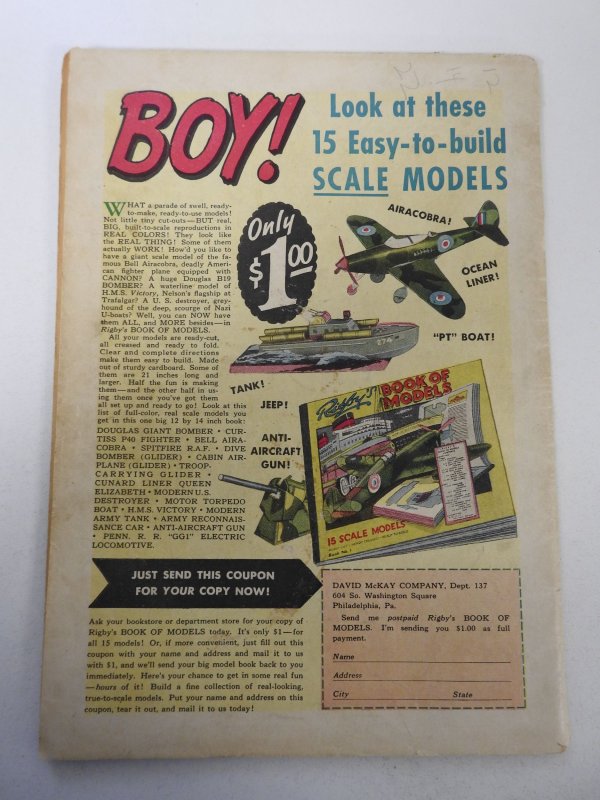 BOY!
Look at these
15 Easy-to-build
SCALE MODELS
WHAT a parade of swell, ready-
to-make, ready-to-use models!
Not little tiny cut-outs—BUT real,
BIG, built-to-scale reproductions in
REAL COLORS! They look like
the REAL THING! Some of them
actually WORK! How'd you like to
have a giant scale model of the fa-
mous Bell Airacobra, deadly Ameri-
can fighter plane equipped with
CANNON? A huge Douglas B19
BOMBER? A waterline model of
H.M.S. Victory, Nelson's flagship at
Trafalgar? A U. S. destroyer, grey-
hound of the deep, scourge of Nazi
U-boats? Well, you can NOW have
them ALL, and MORE besides—in
Rigby's BOOK OF MODELS.
All your models are ready-cut,
all creased and ready to fold.
Clear and complete directions
make them easy to build. Made
out of sturdy cardboard. Some of
them are 21 inches long and
larger. Half the fun is making
them—and the other half in us-
ing them once you've got them
all set up and ready to go! Look at this
list of full-color, real scale models you
get in this one big 12 by 14 inch book:
DOUGLAS GIANT BOMBER • CUR-
TISS P40 FIGHTER • BELL AIRA-
COBRA • SPITFIRE R.A.F. • DIVE
BOMBER (GLIDER) • CABIN AIR-
PLANE (GLIDER) • TROOP-
CARRYING GLIDER •
CUNARD LINER QUEEN
ELIZABETH • MODERN U.S.
DESTROYER • MOTOR TORPEDO
BOAT • H.M.S. VICTORY • MODERN
ARMY TANK • ARMY RECONNAIS-
SANCE CAR • ANTI-AIRCRAFT GUN
• PENN. R. R. "GG1" ELECTRIC
LOCOMOTIVE.
Only
$1.00
AIRACOBRA!
OCEAN
LINER!
"PT" BOAT!
274
TANK!
JEEP!
ANTI-
AIRCRAFT
GUN!
Rigby's
BOOK OF
MODELS
15 SCALE MODELS
Book No. 1
JUST SEND THIS COUPON
FOR YOUR COPY NOW!
Ask your bookstore or department store for your copy of
Rigby's BOOK OF MODELS today. It's only $1—for
all 15 models! Or, if more convenient, just fill out this
coupon with your name and address and mail it to us
with $1, and we'll send your big model book back to you
immediately. Here's your chance to get in some real fun
—hours of it! Build a fine collection of real-looking,
true-to-scale models. Put your name and address on this
coupon, tear it out, and mail it to us today!
DAVID McKAY COMPANY, Dept. 137
604 So. Washington Square
Philadelphia, Pa.
Send me postpaid Rigby's BOOK OF
MODELS. I'm sending you $1.00 as full
payment.
Name
Address
City State